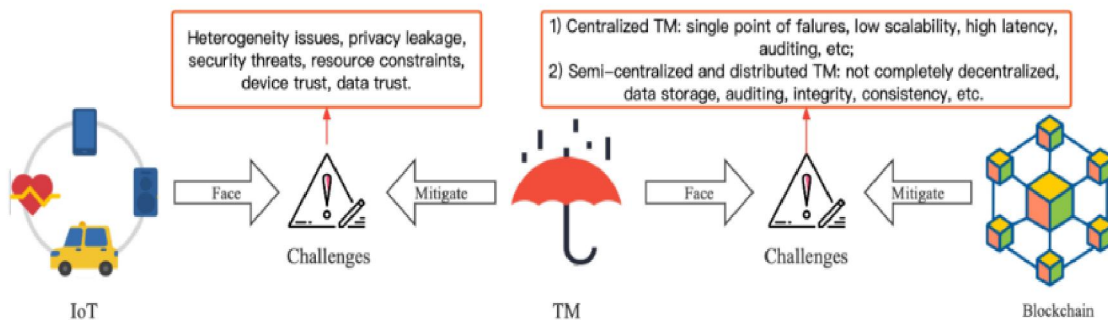 Heterogeneity issues, privacy leakage,
security threats, resource constraints,
device trust, data trust.
1) Centralized TM: single point of failures, low scalability, high latency,
auditing, etc;
2) Semi-centralized and distributed TM: not completely decentralized,
data storage, auditing, integrity, consistency, etc.
Face
Mitigate
Face
Mitigate
Challenges
Challenges
IoT
TM
Blockchain